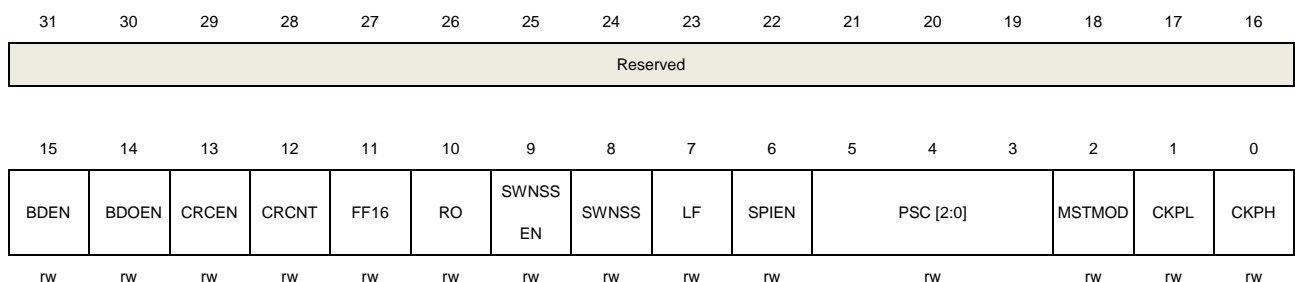 31 30 29 28 27 26 25 24 23 22 21 20 19 18 17 16
Reserved
15 14 13 12 11 10 9 8 7 6 5 4 3 2 1 0
BDEN BDOEN CRCEN CRCNT FF16 RO SWNSS EN SWNSS LF SPIEN PSC [2:0] MSTMOD CKPL CKPH
rw rw rw rw rw rw rw rw rw rw rw rw rw rw